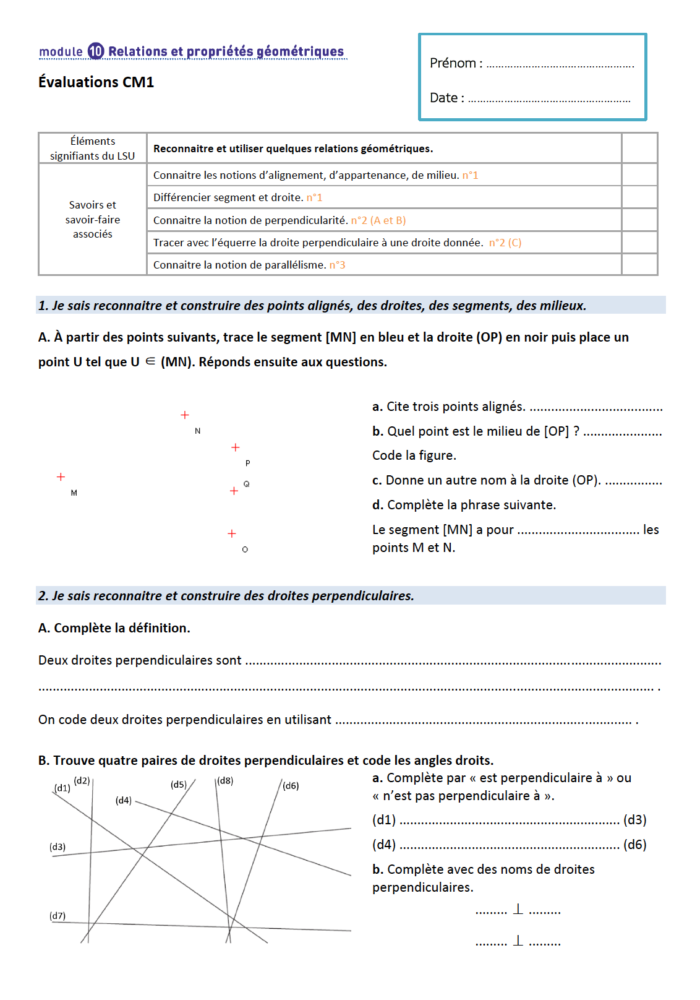 module 10 Relations et propriétés géométriques
Évaluations CM1
Prénom : ................................................
Date : .....................................................
Éléments signifiants du LSU
Reconnaitre et utiliser quelques relations géométriques.
Savoirs et savoir-faire associés
Connaitre les notions d’alignement, d’appartenance, de milieu. n°1
Différencier segment et droite. n°1
Connaitre la notion de perpendicularité. n°2 (A et B)
Tracer avec l’équerre la droite perpendiculaire à une droite donnée. n°2 (C)
Connaitre la notion de parallélisme. n°3
1. Je sais reconnaitre et construire des points alignés, des droites, des segments, des milieux.
A. À partir des points suivants, trace le segment [MN] en bleu et la droite (OP) en noir puis place un
point U tel que U ∈ (MN). Réponds ensuite aux questions.
N
P
Q
M
O
a. Cite trois points alignés. .....................................
b. Quel point est le milieu de [OP] ? ......................
Code la figure.
c. Donne un autre nom à la droite (OP). ................
d. Complète la phrase suivante.
Le segment [MN] a pour .................................. les
points M et N.
2. Je sais reconnaitre et construire des droites perpendiculaires.
A. Complète la définition.
Deux droites perpendiculaires sont ....................................................................................................................
........................................................................................................................................................................... .
On code deux droites perpendiculaires en utilisant .................................................................................. .
B. Trouve quatre paires de droites perpendiculaires et code les angles droits.
(d1)
(d2)
(d5)
(d8)
(d6)
(d4)
(d3)
(d7)
a. Complète par « est perpendiculaire à » ou
« n’est pas perpendiculaire à ».
(d1) ............................................................. (d3)
(d4) ............................................................. (d6)
b. Complète avec des noms de droites
perpendiculaires.
......... ⊥ .........
......... ⊥ .........